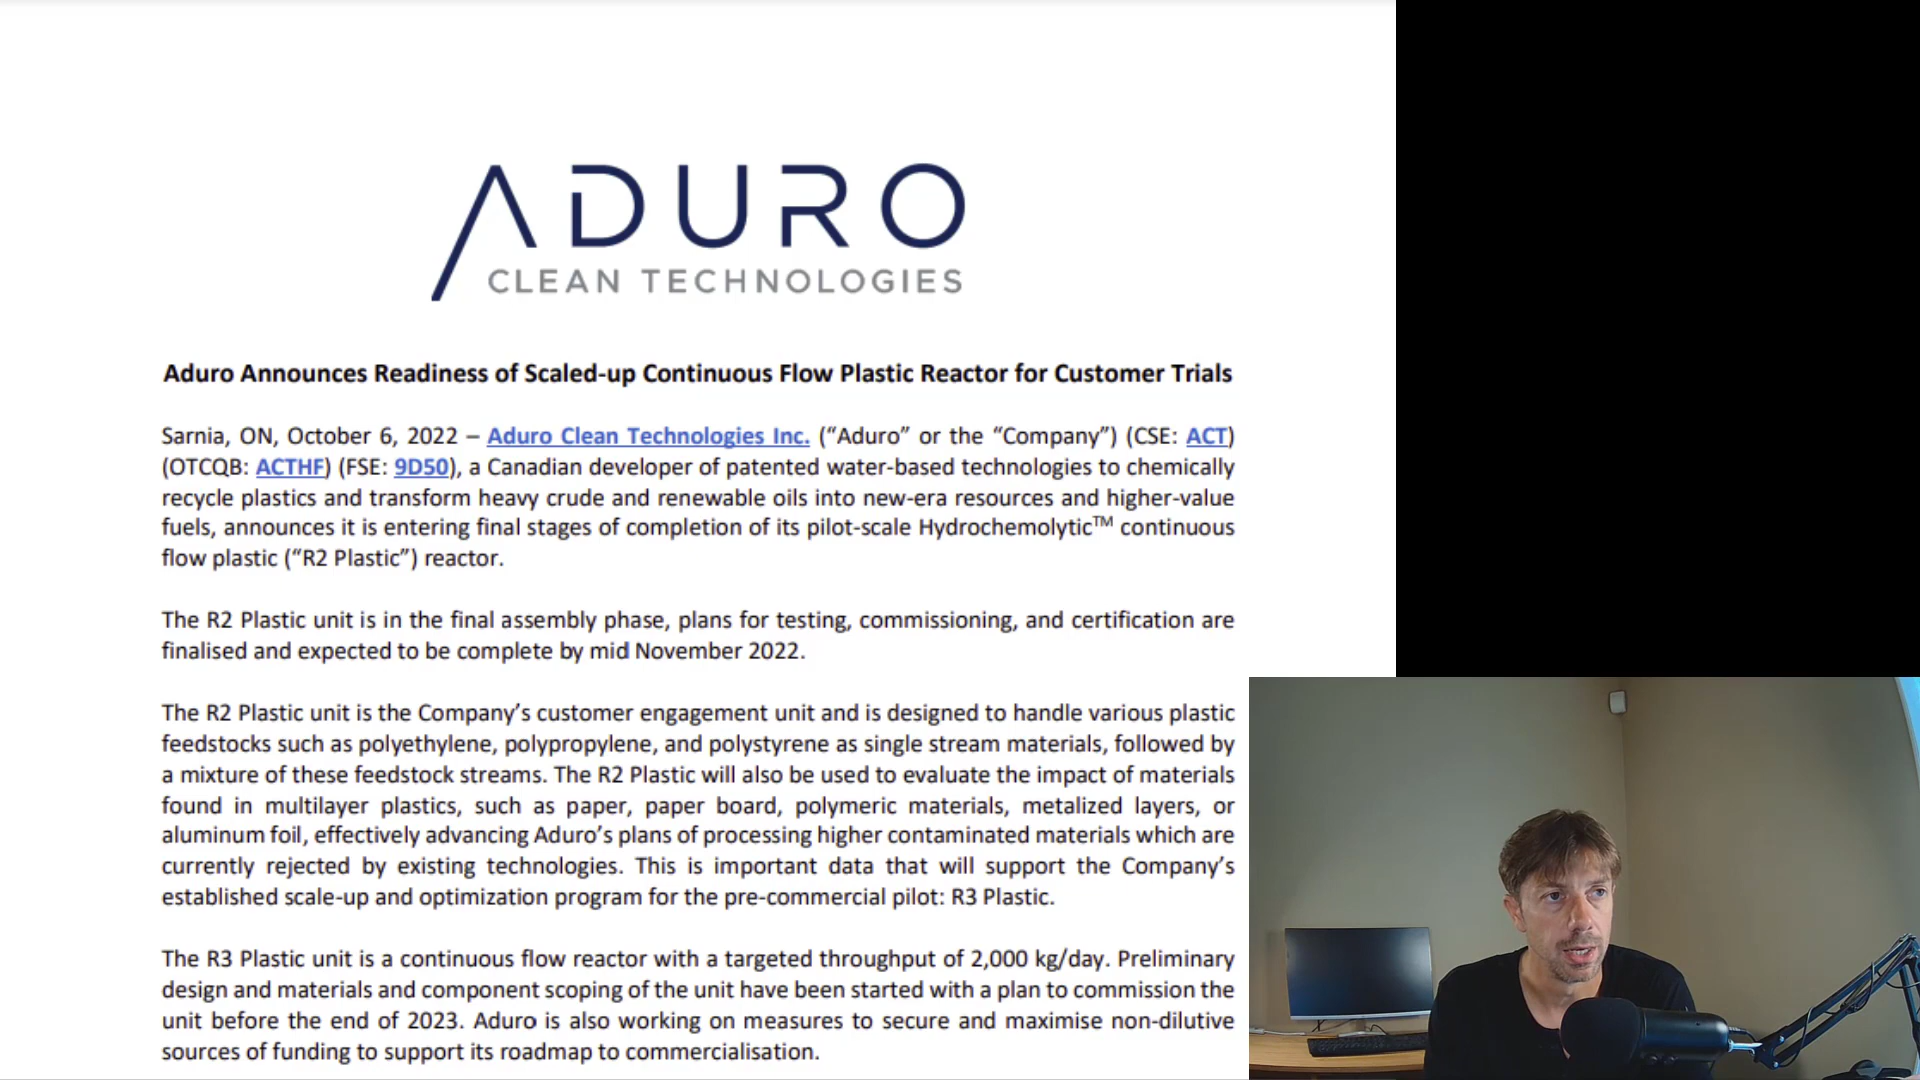 ADURO
CLEAN TECHNOLOGIES
Aduro Announces Readiness of Scaled-up Continuous Flow Plastic Reactor for Customer Trials
Sarnia, ON, October 6, 2022 – Aduro Clean Technologies Inc. (“Aduro” or the “Company”) (CSE: ACT)
(OTCQB: ACTHF) (FSE: 9D50), a Canadian developer of patented water-based technologies to chemically
recycle plastics and transform heavy crude and renewable oils into new-era resources and higher-value
fuels, announces it is entering final stages of completion of its pilot-scale Hydrochemolytic™ continuous
flow plastic (“R2 Plastic”) reactor.
The R2 Plastic unit is in the final assembly phase, plans for testing, commissioning, and certification are
finalised and expected to be complete by mid November 2022.
The R2 Plastic unit is the Company’s customer engagement unit and is designed to handle various plastic
feedstocks such as polyethylene, polypropylene, and polystyrene as single stream materials, followed by
a mixture of these feedstock streams. The R2 Plastic will also be used to evaluate the impact of materials
found in multilayer plastics, such as paper, paper board, polymeric materials, metalized layers, or
aluminum foil, effectively advancing Aduro’s plans of processing higher contaminated materials which are
currently rejected by existing technologies. This is important data that will support the Company’s
established scale-up and optimization program for the pre-commercial pilot: R3 Plastic.
The R3 Plastic unit is a continuous flow reactor with a targeted throughput of 2,000 kg/day. Preliminary
design and materials and component scoping of the unit have been started with a plan to commission the
unit before the end of 2023. Aduro is also working on measures to secure and maximise non-dilutive
sources of funding to support its roadmap to commercialisation.